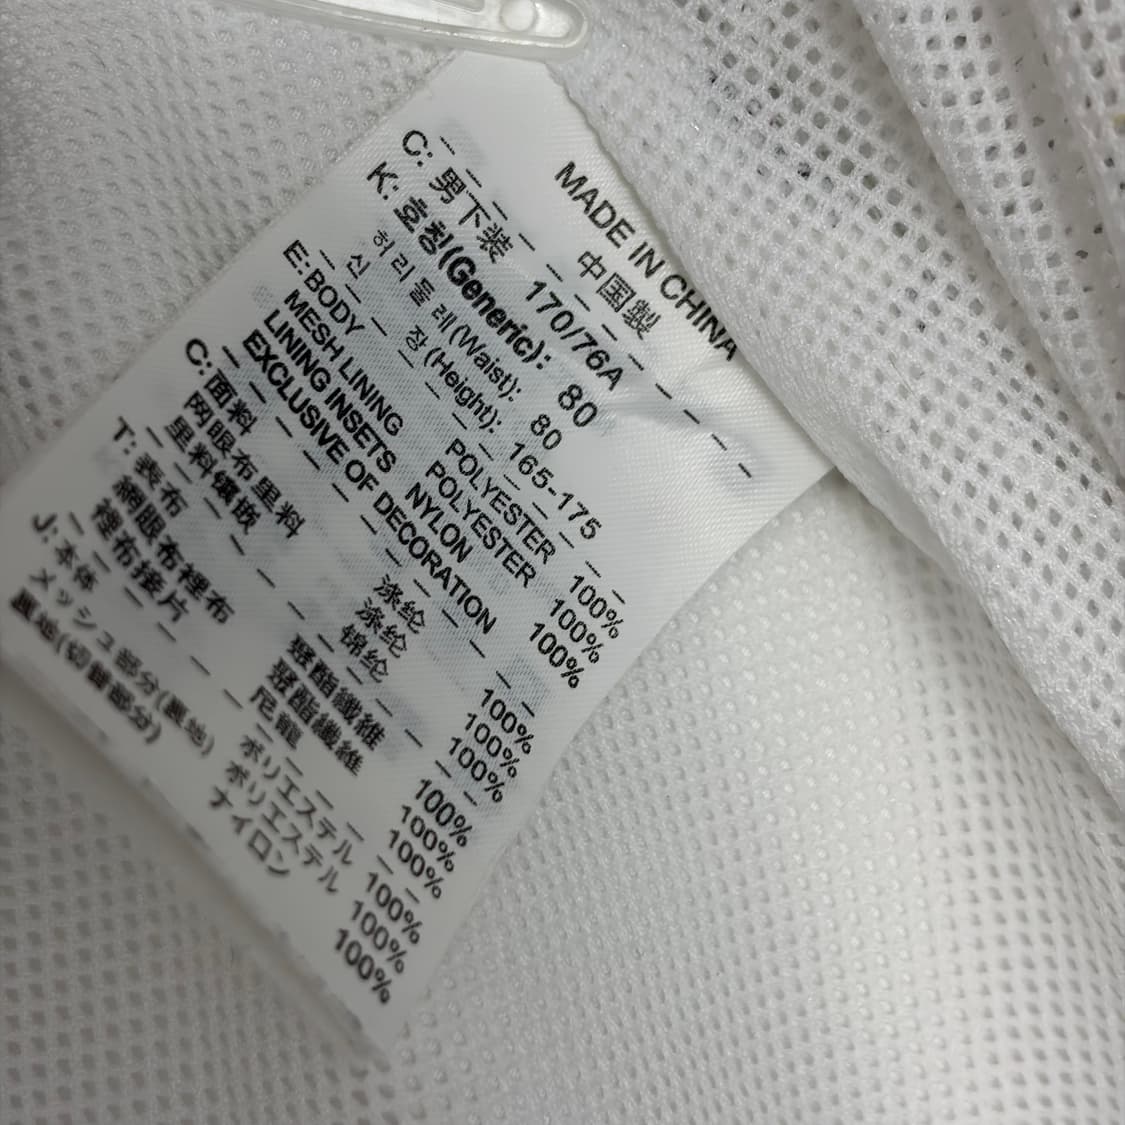 MADE IN CHINA
中国製
C: 男下装 170/76A
K: 호칭(Generic): 80
허리둘레(Waist): 80
신 장(Height): 165-175
E: BODY POLYESTER 100%
MESH LINING POLYESTER 100%
LINING INSETS NYLON 100%
EXCLUSIVE OF DECORATION
C: 面料 涤纶 100%
网眼布里料 涤纶 100%
里料镶嵌 锦纶 100%
T: 表布 聚酯纖維 100%
網眼布裡布 聚酯纖維 100%
裡布接片 尼龍 100%
J: 本体 ポリエステル 100%
メッシュ部分(裏地) ポリエステル 100%
裏地(切替部分) ナイロン 100%